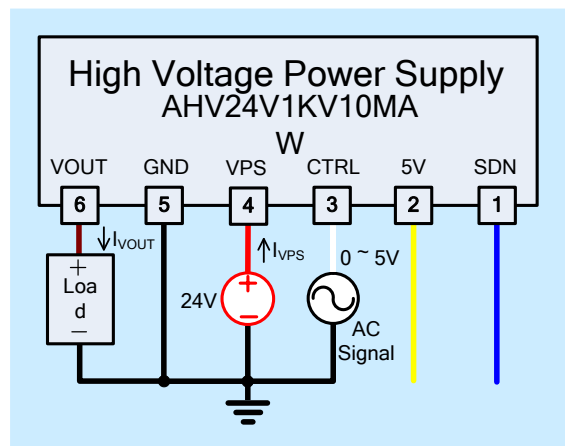 High Voltage Power Supply
AHV24V1KV10MA
W
VOUT GND VPS CTRL 5V SDN
6 5 4 3 2 1
↓IVOUT ↑IVPS 0 ~ 5V
+
Loa
d
−
24V
+
−
AC
Signal